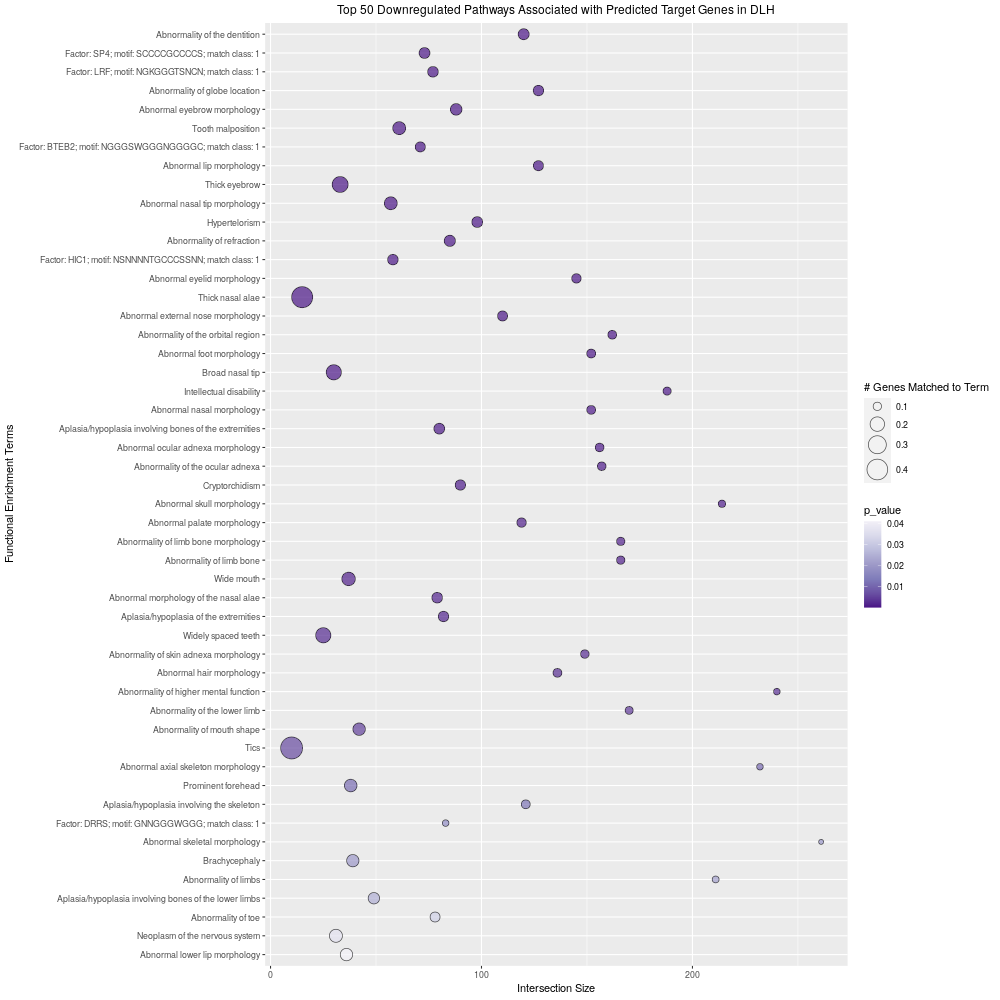 Top 50 Downregulated Pathways Associated with Predicted Target Genes in DLH
Functional Enrichment Terms
Abnormality of the dentition
Factor: SP4; motif: SCCCCGCCCCS; match class: 1
Factor: LRF; motif: NGKGGGTSNCN; match class: 1
Abnormality of globe location
Abnormal eyebrow morphology
Tooth malposition
Factor: BTEB2; motif: NGGGSWGGGNGGGGC; match class: 1
Abnormal lip morphology
Thick eyebrow
Abnormal nasal tip morphology
Hypertelorism
Abnormality of refraction
Factor: HIC1; motif: NSNNNNTGCCCSSNN; match class: 1
Abnormal eyelid morphology
Thick nasal alae
Abnormal external nose morphology
Abnormality of the orbital region
Abnormal foot morphology
Broad nasal tip
Intellectual disability
Abnormal nasal morphology
Aplasia/hypoplasia involving bones of the extremities
Abnormal ocular adnexa morphology
Abnormality of the ocular adnexa
Cryptorchidism
Abnormal skull morphology
Abnormal palate morphology
Abnormality of limb bone morphology
Abnormality of limb bone
Wide mouth
Abnormal morphology of the nasal alae
Aplasia/hypoplasia of the extremities
Widely spaced teeth
Abnormality of skin adnexa morphology
Abnormal hair morphology
Abnormality of higher mental function
Abnormality of the lower limb
Abnormality of mouth shape
Tics
Abnormal axial skeleton morphology
Prominent forehead
Aplasia/hypoplasia involving the skeleton
Factor: DRRS; motif: GNNGGGWGGG; match class: 1
Abnormal skeletal morphology
Brachycephaly
Abnormality of limbs
Aplasia/hypoplasia involving bones of the lower limbs
Abnormality of toe
Neoplasm of the nervous system
Abnormal lower lip morphology
0
100
200
Intersection Size
# Genes Matched to Term
0.1
0.2
0.3
0.4
p_value
0.04
0.03
0.02
0.01